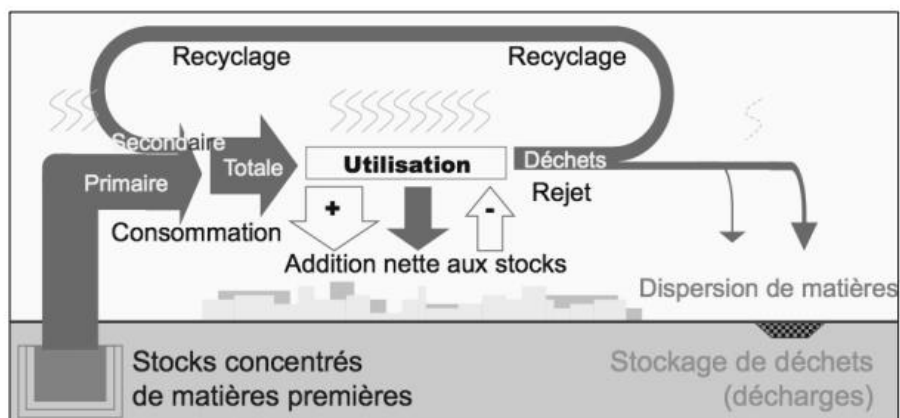 Recyclage
Recyclage
Secondaire
Primaire
Totale
Utilisation
Déchets
Rejet
+
-
Consommation
Addition nette aux stocks
Dispersion de matières
Stocks concentrés
de matières premières
Stockage de déchets
(décharges)